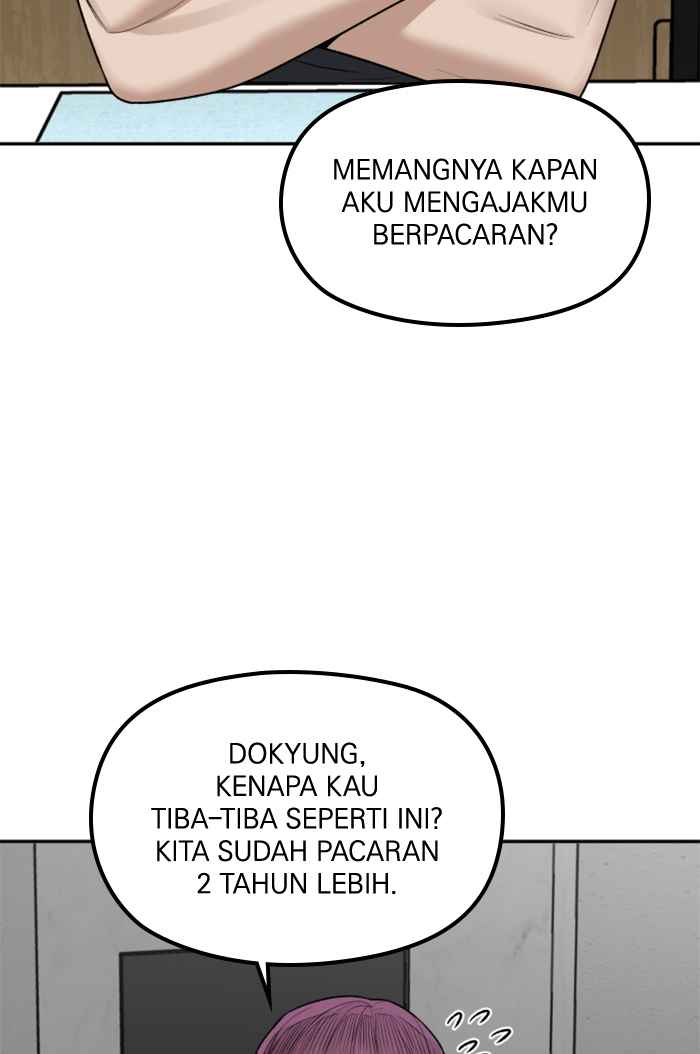 MEMANGNYA KAPAN
AKU MENGAJAKMU
BERPACARAN?
DOKYUNG,
KENAPA KAU
TIBA-TIBA SEPERTI INI?
KITA SUDAH PACARAN
2 TAHUN LEBIH.